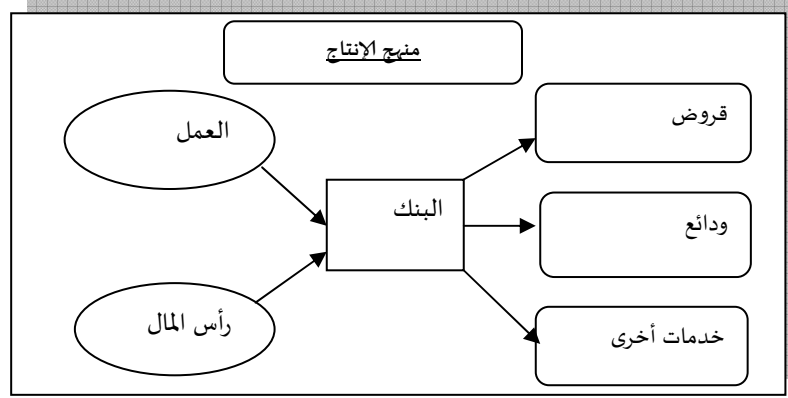 منهج الإنتاج
العمل
رأس المال
البنك
قروض
ودائع
خدمات أخرى